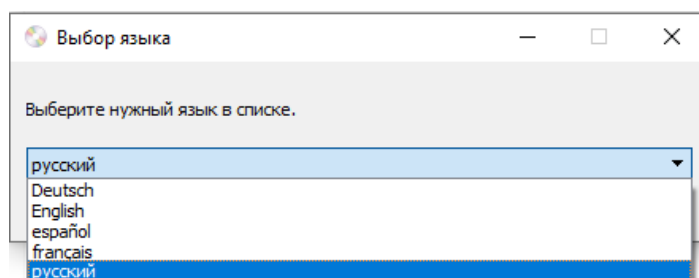 Выбор языка
Выберите нужный язык в списке.
русский
Deutsch
English
español
français
русский